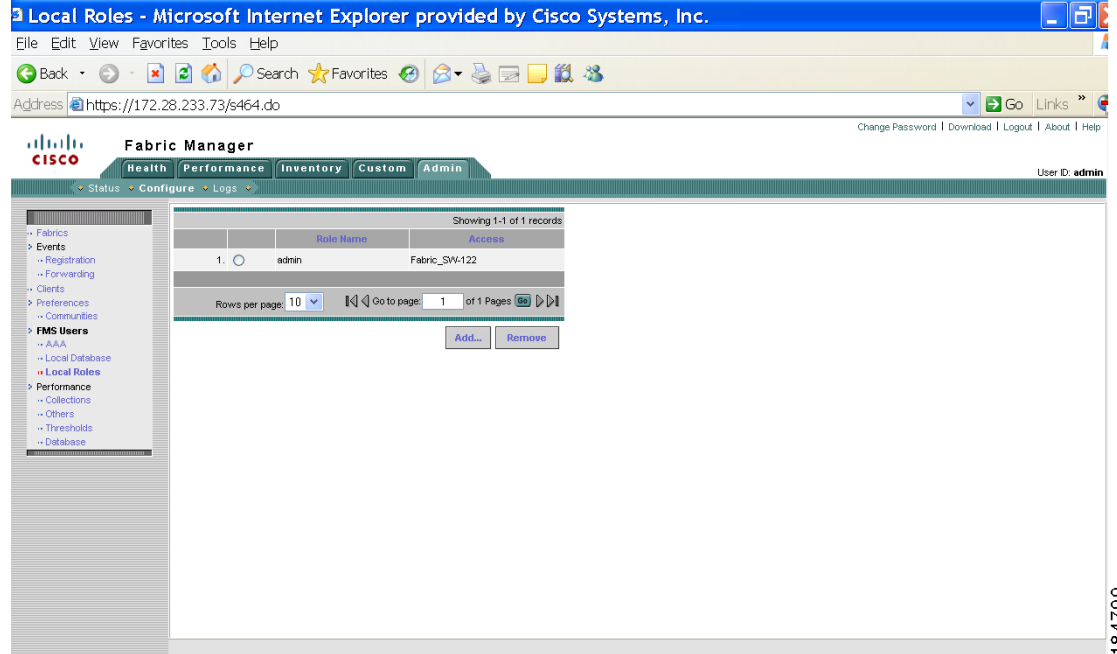 Local Roles - Microsoft Internet Explorer provided by Cisco Systems, Inc.
File Edit View Favorites Tools Help
Back Search Favorites
Address https://172.28.233.73/s464.do Go Links »
Change Password | Download | Logout | About | Help
CISCO Fabric Manager
Health Performance Inventory Custom Admin
User ID: admin
Status Configure Logs
Showing 1-1 of 1 records
Role Name Access
1. admin Fabric_SW-122
Rows per page: 10 Go to page: 1 of 1 Pages Go
Add... Remove
Fabrics
Events
Registration
Forwarding
Clients
Preferences
Communities
FMS Users
AAA
Local Database
Local Roles
Performance
Collections
Others
Thresholds
Database